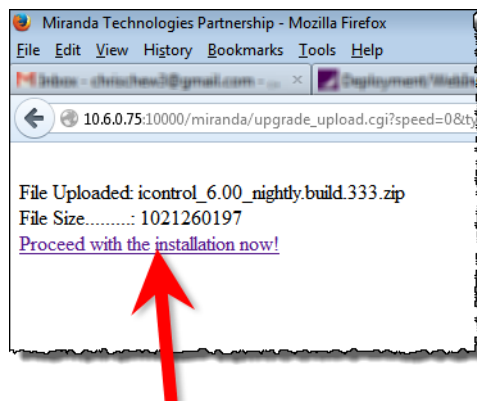 Miranda Technologies Partnership - Mozilla Firefox
File Edit View History Bookmarks Tools Help
10.6.0.75:10000/miranda/upgrade_upload.cgi?speed=0&ty
File Uploaded: icontrol_6.00_nightly.build.333.zip
File Size.........: 1021260197
Proceed with the installation now!